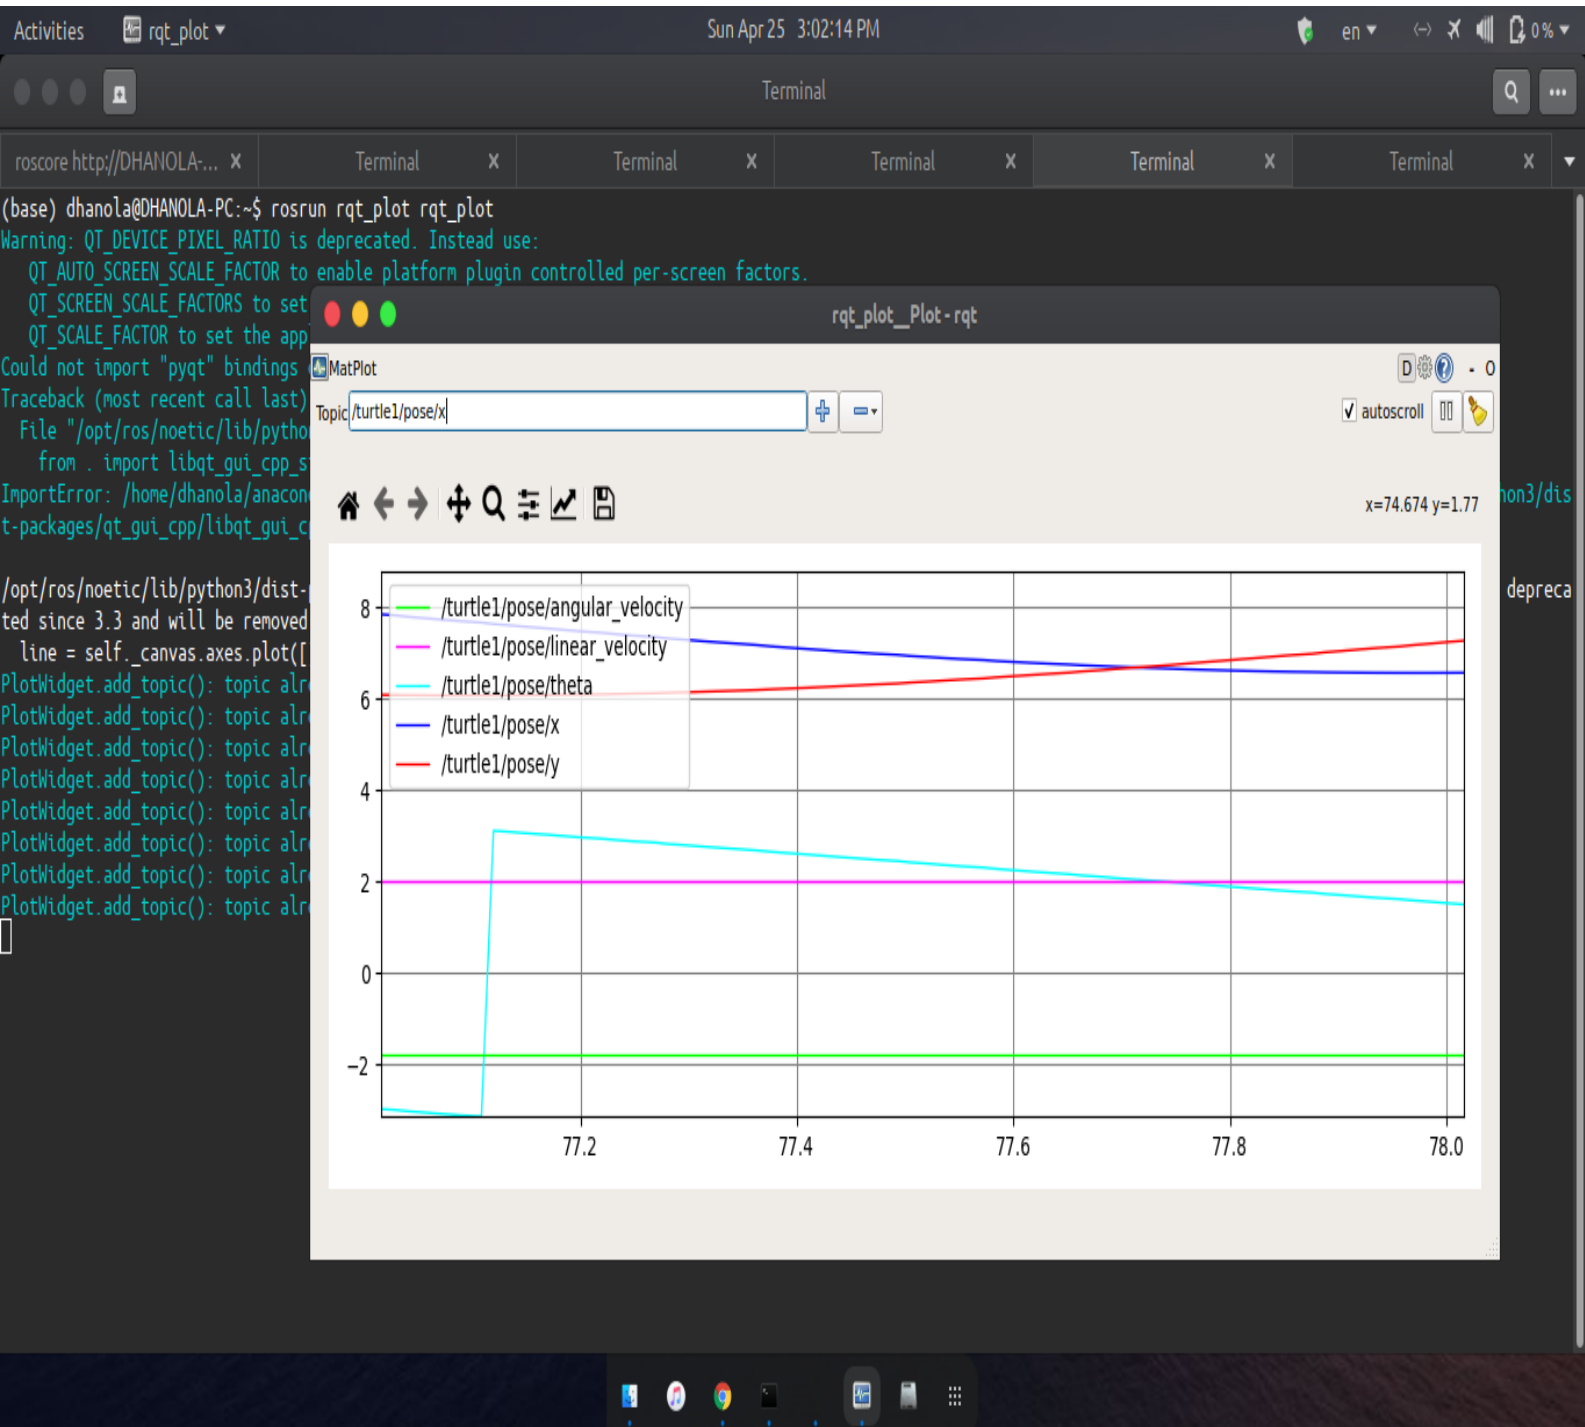 Activities rqt_plot Sun Apr 25 3:02:14 PM en 0 %
Terminal
roscore http://DHANOLA-... Terminal Terminal Terminal Terminal Terminal
(base) dhanola@DHANOLA-PC:~$ rosrun rqt_plot rqt_plot
Warning: QT_DEVICE_PIXEL_RATIO is deprecated. Instead use:
QT_AUTO_SCREEN_SCALE_FACTOR to enable platform plugin controlled per-screen factors.
QT_SCREEN_SCALE_FACTORS to set
QT_SCALE_FACTOR to set the app
Could not import "pyqt" bindings
Traceback (most recent call last)
File "/opt/ros/noetic/lib/pytho
from . import libqt_gui_cpp_s
ImportError: /home/dhanola/anacon hon3/dis
t-packages/qt_gui_cpp/libqt_gui_c
/opt/ros/noetic/lib/python3/dist- depreca
ted since 3.3 and will be removed
line = self._canvas.axes.plot([
PlotWidget.add_topic(): topic alr
PlotWidget.add_topic(): topic alr
PlotWidget.add_topic(): topic alr
PlotWidget.add_topic(): topic alr
PlotWidget.add_topic(): topic alr
PlotWidget.add_topic(): topic alr
PlotWidget.add_topic(): topic alr
PlotWidget.add_topic(): topic alr
rqt_plot__Plot - rqt
MatPlot D - O
Topic /turtle1/pose/x autoscroll
x=74.674 y=1.77
/turtle1/pose/angular_velocity
/turtle1/pose/linear_velocity
/turtle1/pose/theta
/turtle1/pose/x
/turtle1/pose/y
8
6
4
2
0
−2
77.2 77.4 77.6 77.8 78.0